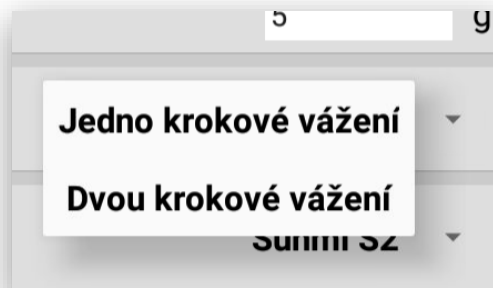 5 g
Jedno krokové vážení
Dvou krokové vážení
Sunmi S2